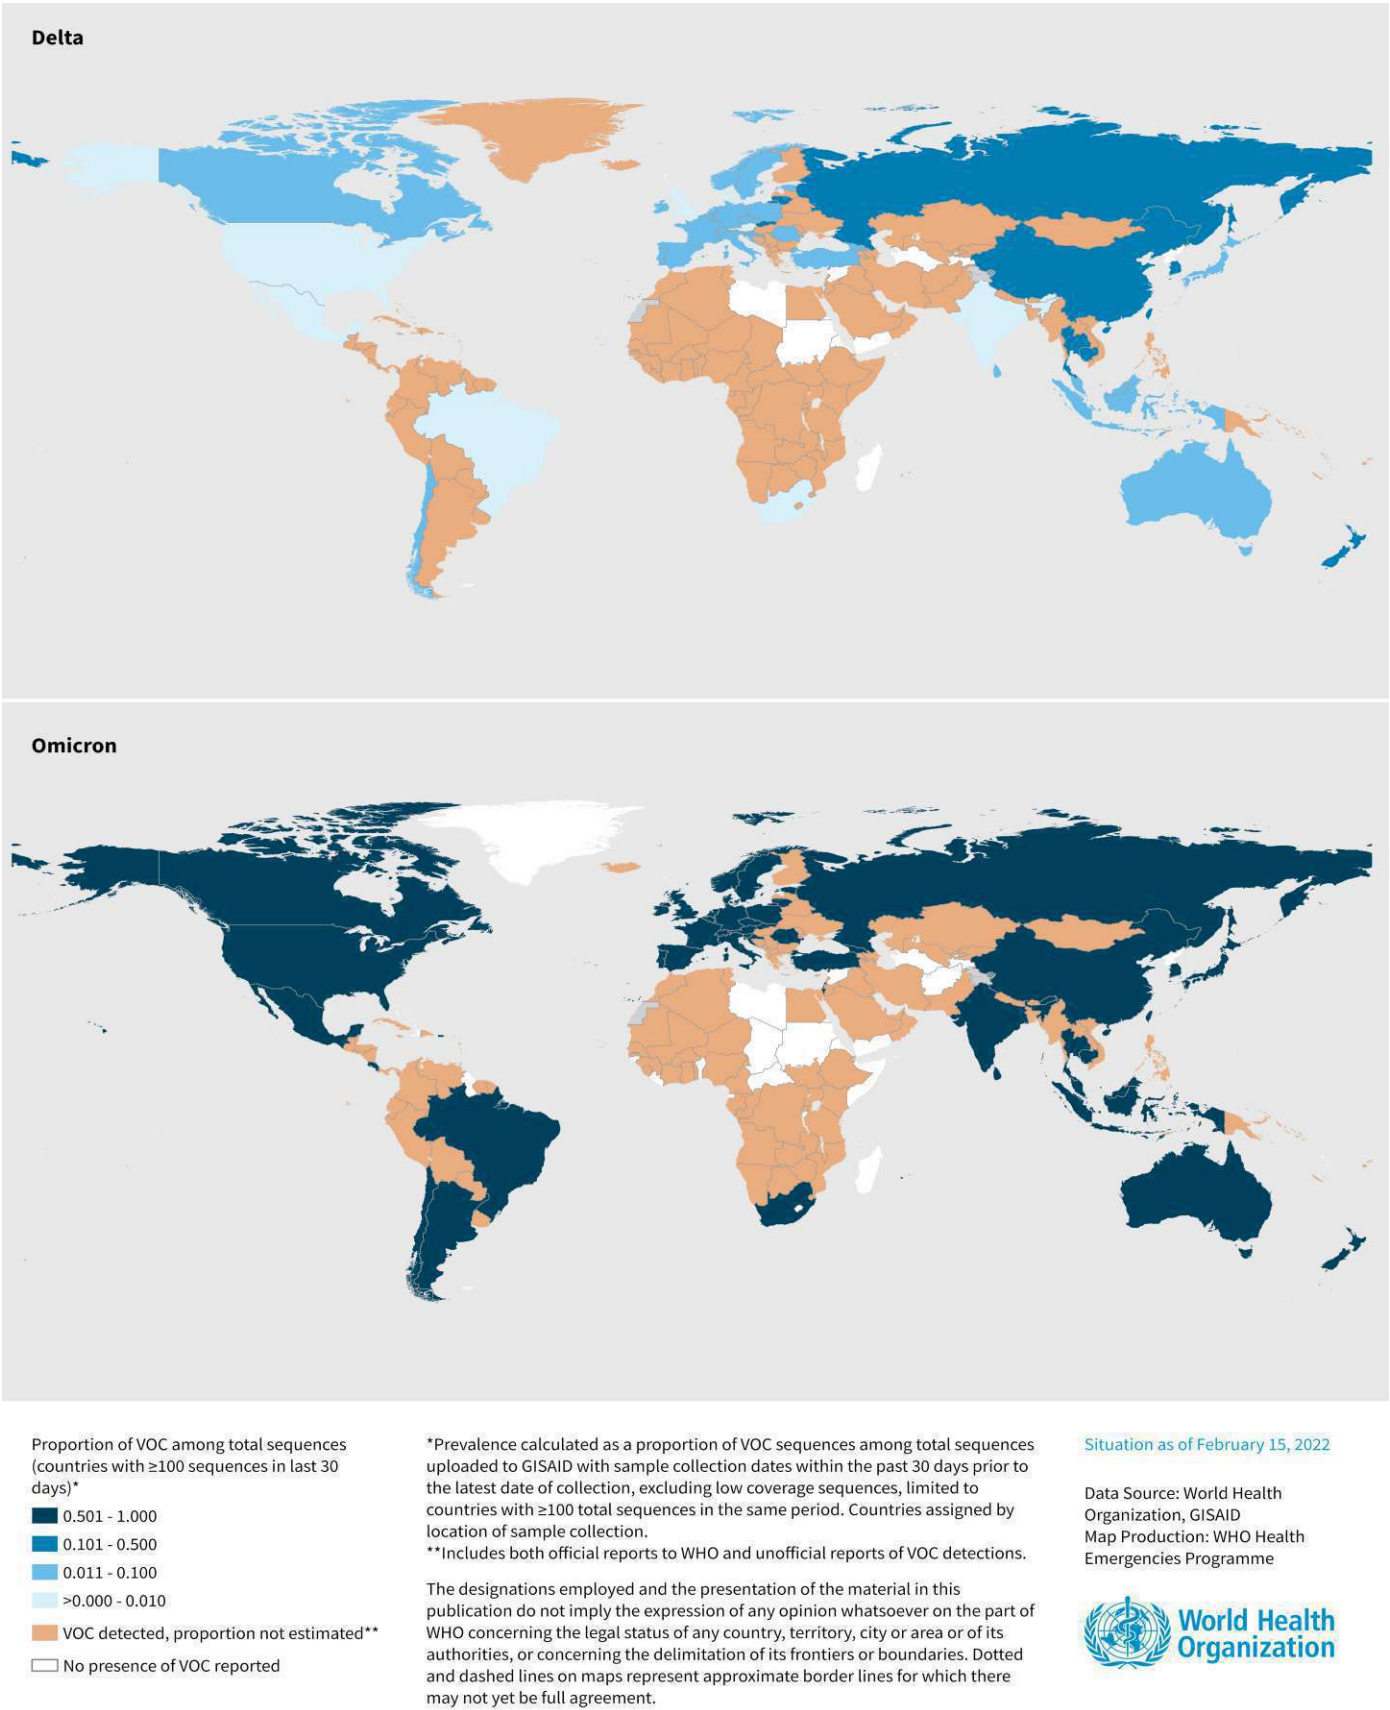 Delta
Omicron
Proportion of VOC among total sequences
(countries with ≥100 sequences in last 30
days)*
0.501 - 1.000
0.101 - 0.500
0.011 - 0.100
>0.000 - 0.010
VOC detected, proportion not estimated**
No presence of VOC reported
*Prevalence calculated as a proportion of VOC sequences among total sequences
uploaded to GISAID with sample collection dates within the past 30 days prior to
the latest date of collection, excluding low coverage sequences, limited to
countries with ≥100 total sequences in the same period. Countries assigned by
location of sample collection.
**Includes both official reports to WHO and unofficial reports of VOC detections.
The designations employed and the presentation of the material in this
publication do not imply the expression of any opinion whatsoever on the part of
WHO concerning the legal status of any country, territory, city or area or of its
authorities, or concerning the delimitation of its frontiers or boundaries. Dotted
and dashed lines on maps represent approximate border lines for which there
may not yet be full agreement.
Situation as of February 15, 2022
Data Source: World Health
Organization, GISAID
Map Production: WHO Health
Emergencies Programme
World Health
Organization